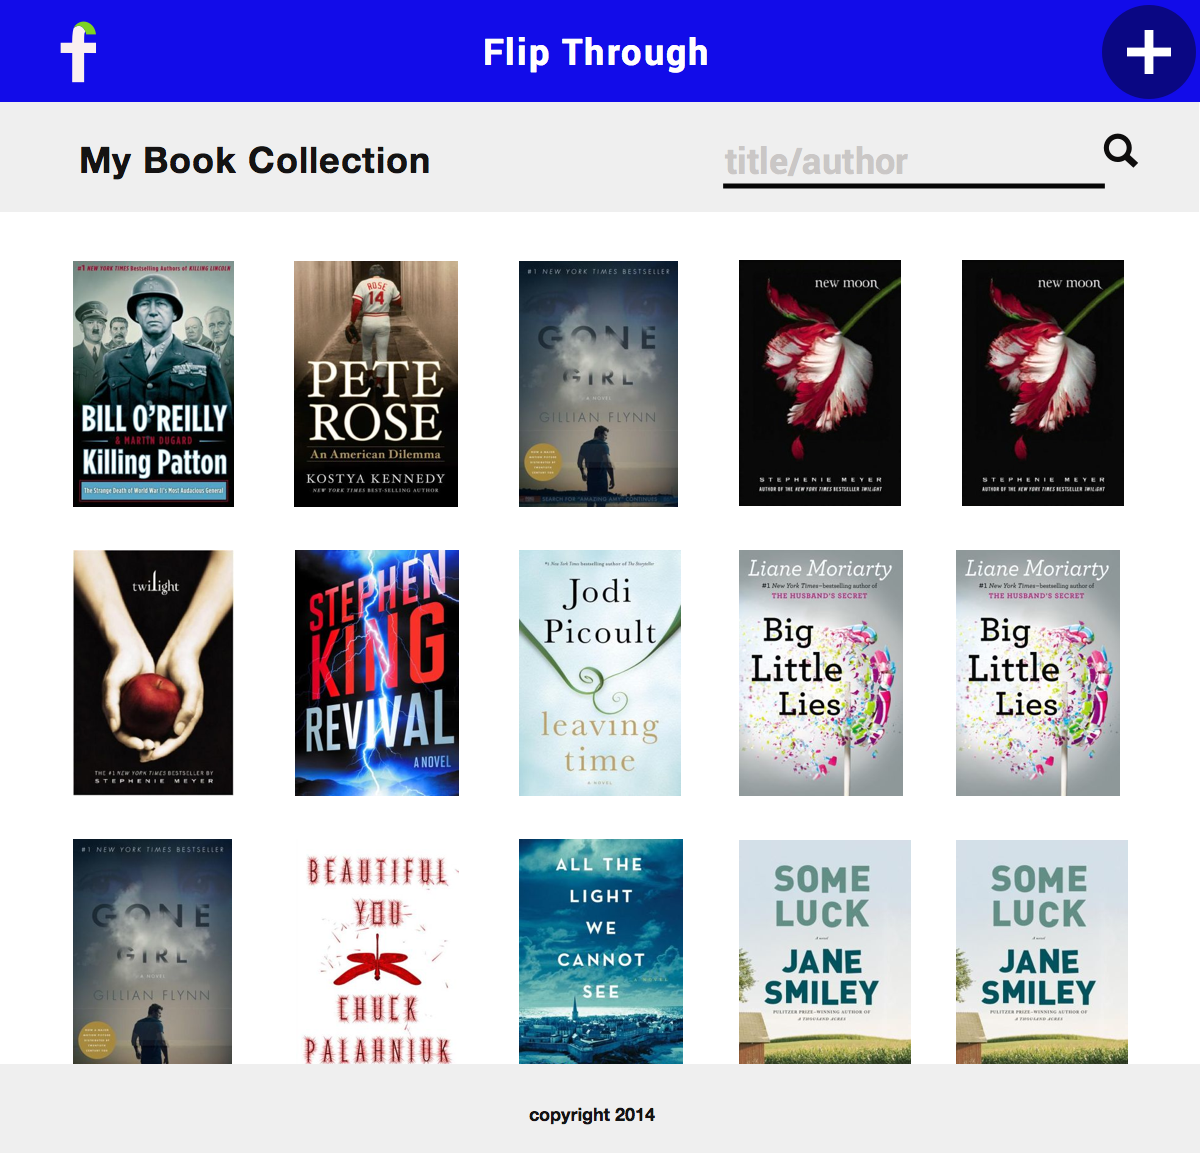 f
Flip Through
My Book Collection
title/author
#1 NEW YORK TIMES Bestselling Authors of KILLING LINCOLN
BILL O'REILLY
& MARTIN DUGARD
Killing Patton
The Strange Death of World War II's Most Audacious General
ROSE
14
PETE
ROSE
An American Dilemma
KOSTYA KENNEDY
NEW YORK TIMES BEST-SELLING AUTHOR
#1 NEW YORK TIMES BESTSELLER
GONE
GIRL
A NOVEL
GILLIAN FLYNN
SEARCH FOR "AMAZING AMY" CONTINUES
new moon
STEPHENIE MEYER
AUTHOR OF THE NEW YORK TIMES BESTSELLER TWILIGHT
new moon
STEPHENIE MEYER
AUTHOR OF THE NEW YORK TIMES BESTSELLER TWILIGHT
twilight
THE #1 NEW YORK TIMES BESTSELLER BY
STEPHENIE MEYER
STEPHEN
KING
REVIVAL
A NOVEL
#1 New York Times bestselling author of The Storyteller
Jodi
Picoult
leaving
time
A NOVEL
Liane Moriarty
#1 New York Times–bestselling author of
THE HUSBAND'S SECRET
Big
Little
Lies
Liane Moriarty
#1 New York Times–bestselling author of
THE HUSBAND'S SECRET
Big
Little
Lies
#1 NEW YORK TIMES BESTSELLER
GONE
GIRL
A NOVEL
GILLIAN FLYNN
BEAUTIFUL
YOU
CHUCK
PALAHNIUK
ALL THE
LIGHT
WE
CANNOT
A NOVEL
SEE
SOME
LUCK
A novel
JANE
SMILEY
PULITZER PRIZE–WINNING AUTHOR OF
A THOUSAND ACRES
SOME
LUCK
A novel
JANE
SMILEY
PULITZER PRIZE–WINNING AUTHOR OF
A THOUSAND ACRES
copyright 2014